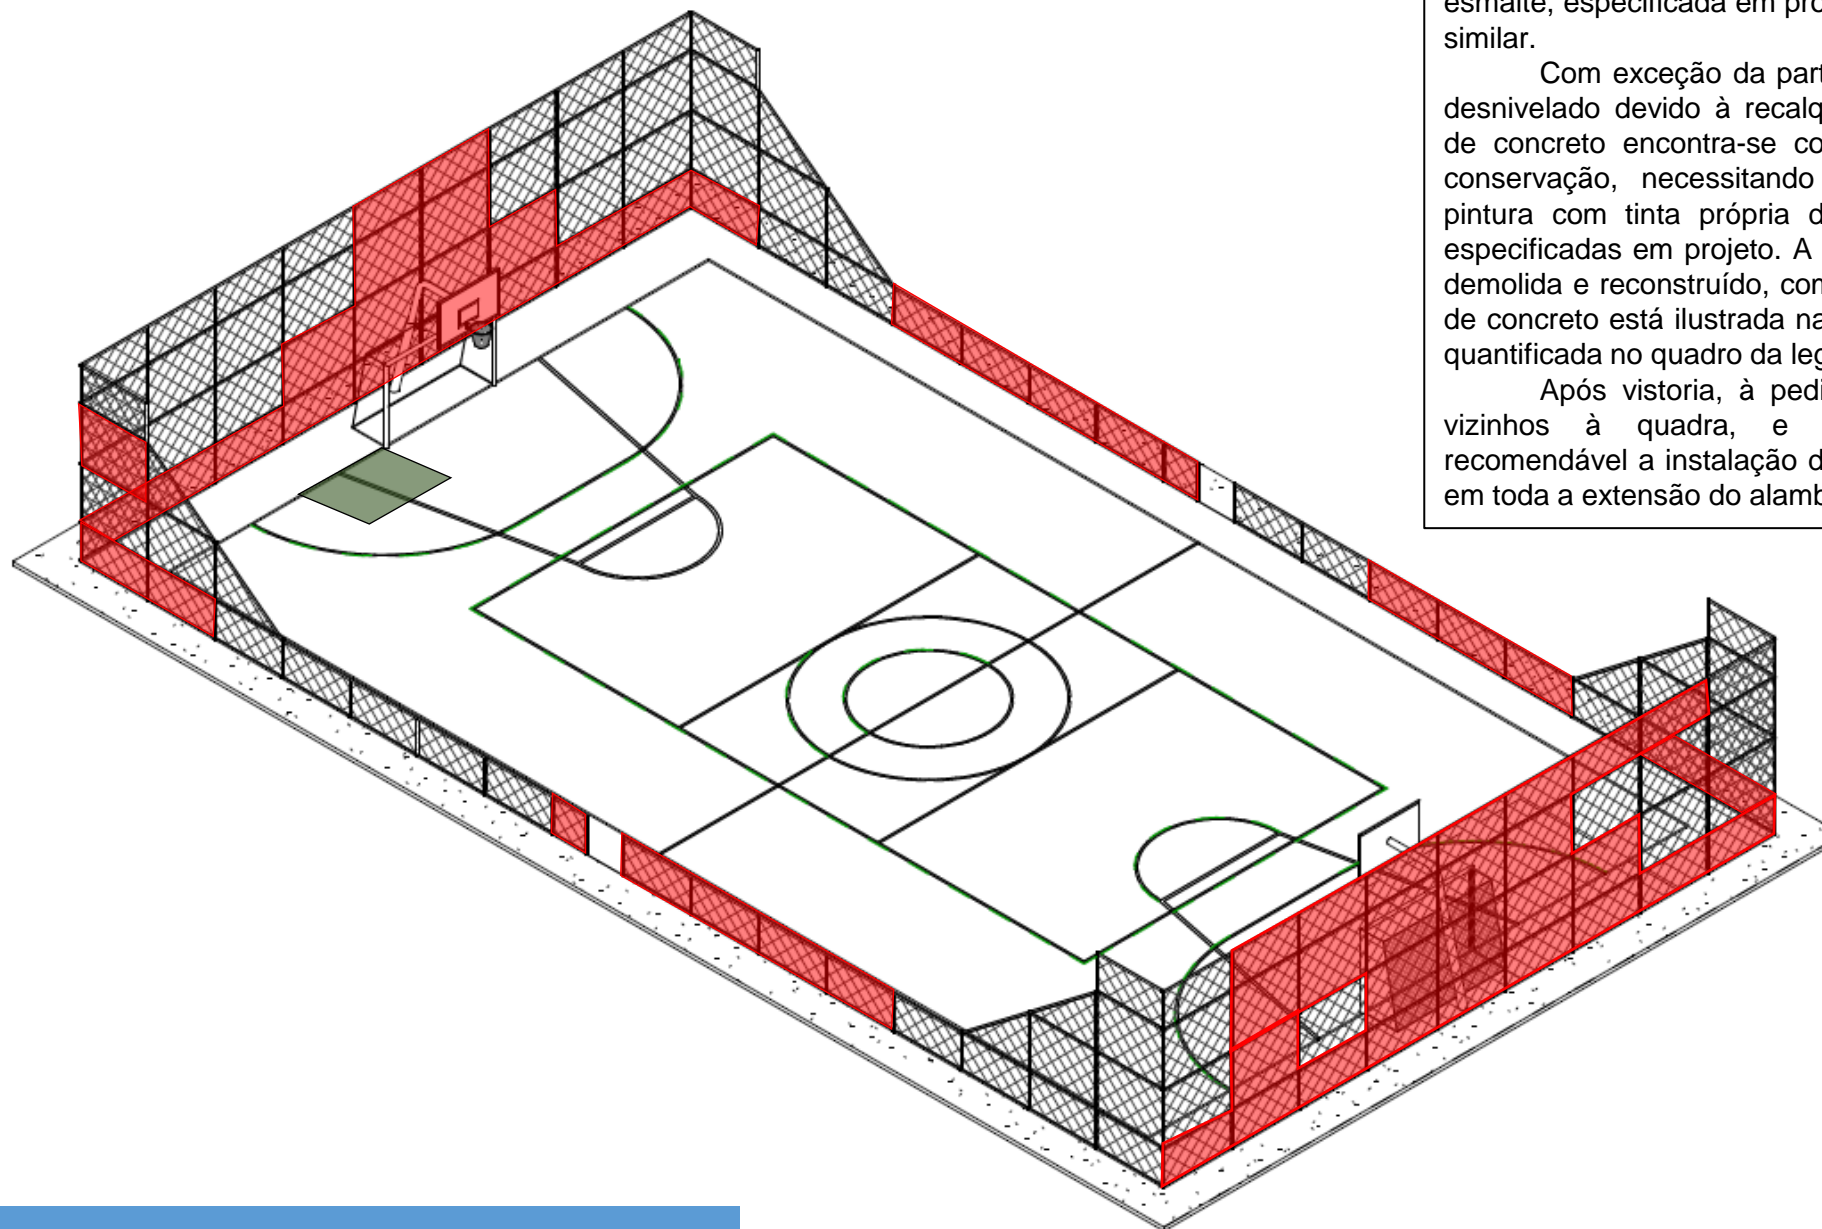 esmalte, especificada em pro
similar.
Com exceção da part
desnivelado devido à recalq
de concreto encontra-se co
conservação, necessitando
pintura com tinta própria d
especificadas em projeto. A
demolida e reconstruído, con
de concreto está ilustrada na
quantificada no quadro da leg
Após vistoria, à pedi
vizinhos à quadra, e
recomendável a instalação d
em toda a extensão do alamb